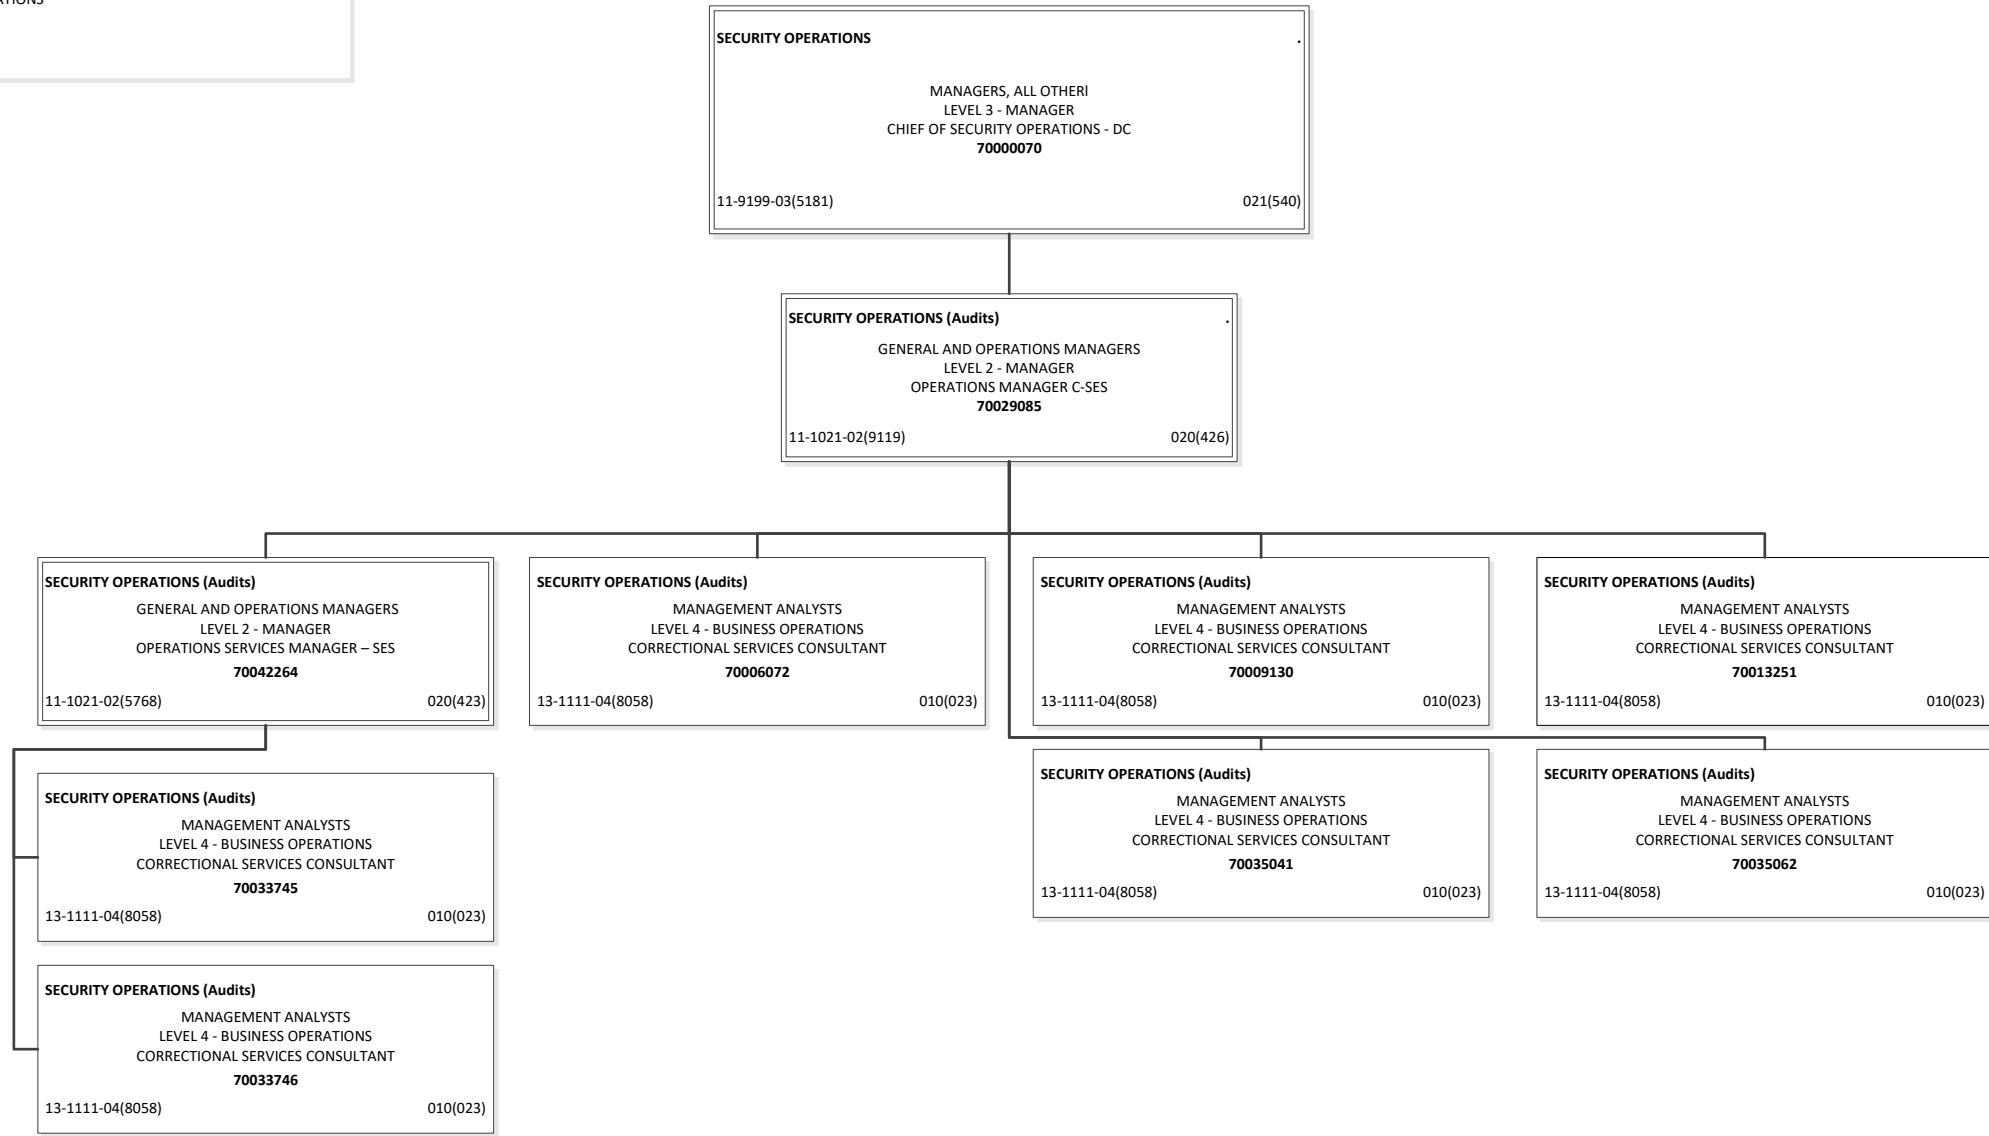 SECURITY OPERATIONS .
MANAGERS, ALL OTHERl
LEVEL 3 - MANAGER
CHIEF OF SECURITY OPERATIONS - DC
70000070
11-9199-03(5181) 021(540)
SECURITY OPERATIONS (Audits) .
GENERAL AND OPERATIONS MANAGERS
LEVEL 2 - MANAGER
OPERATIONS MANAGER C-SES
70029085
11-1021-02(9119) 020(426)
SECURITY OPERATIONS (Audits)
GENERAL AND OPERATIONS MANAGERS
LEVEL 2 - MANAGER
OPERATIONS SERVICES MANAGER – SES
70042264
11-1021-02(5768) 020(423)
SECURITY OPERATIONS (Audits)
MANAGEMENT ANALYSTS
LEVEL 4 - BUSINESS OPERATIONS
CORRECTIONAL SERVICES CONSULTANT
70006072
13-1111-04(8058) 010(023)
SECURITY OPERATIONS (Audits)
MANAGEMENT ANALYSTS
LEVEL 4 - BUSINESS OPERATIONS
CORRECTIONAL SERVICES CONSULTANT
70009130
13-1111-04(8058) 010(023)
SECURITY OPERATIONS (Audits)
MANAGEMENT ANALYSTS
LEVEL 4 - BUSINESS OPERATIONS
CORRECTIONAL SERVICES CONSULTANT
70013251
13-1111-04(8058) 010(023)
SECURITY OPERATIONS (Audits)
MANAGEMENT ANALYSTS
LEVEL 4 - BUSINESS OPERATIONS
CORRECTIONAL SERVICES CONSULTANT
70033745
13-1111-04(8058) 010(023)
SECURITY OPERATIONS (Audits)
MANAGEMENT ANALYSTS
LEVEL 4 - BUSINESS OPERATIONS
CORRECTIONAL SERVICES CONSULTANT
70035041
13-1111-04(8058) 010(023)
SECURITY OPERATIONS (Audits)
MANAGEMENT ANALYSTS
LEVEL 4 - BUSINESS OPERATIONS
CORRECTIONAL SERVICES CONSULTANT
70035062
13-1111-04(8058) 010(023)
SECURITY OPERATIONS (Audits)
MANAGEMENT ANALYSTS
LEVEL 4 - BUSINESS OPERATIONS
CORRECTIONAL SERVICES CONSULTANT
70033746
13-1111-04(8058) 010(023)